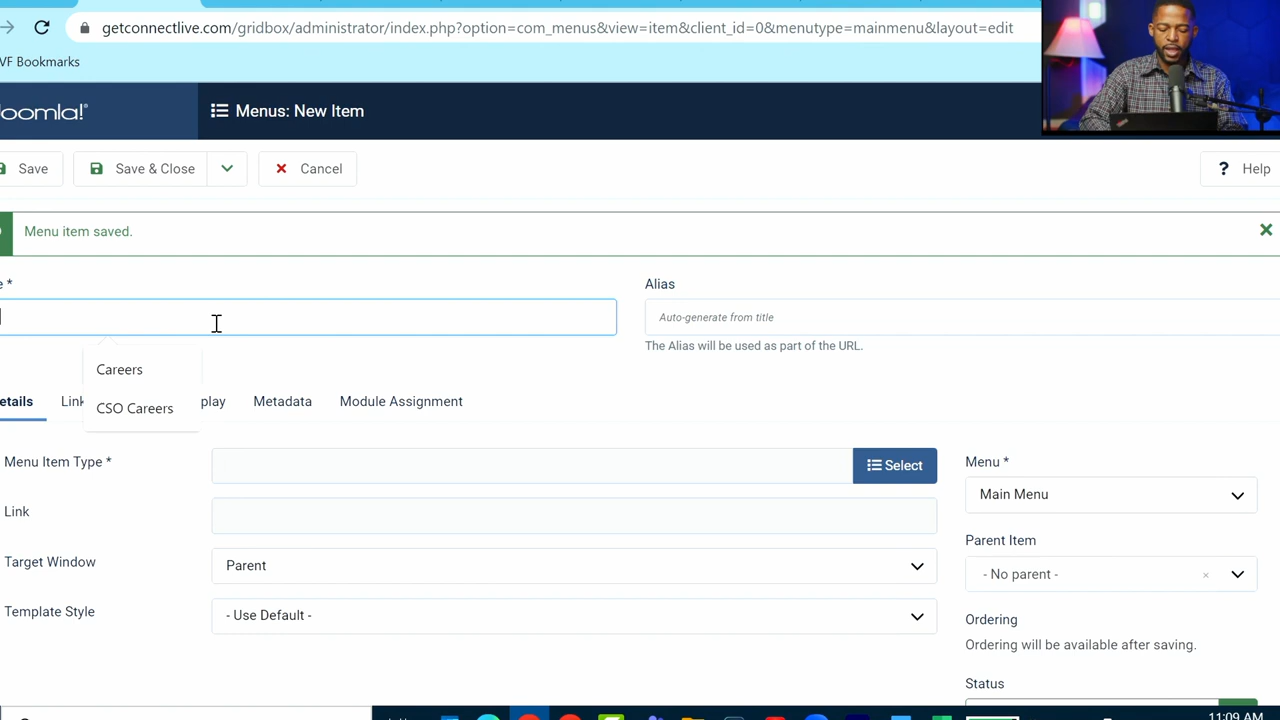 getconnectlive.com/gridbox/administrator/index.php?option=com_menus&view=item&client_id=0&menutype=mainmenu&layout=edit
VF Bookmarks
oomla!® Menus: New Item
Save Save & Close Cancel ? Help
Menu item saved.
e * Alias
Auto-generate from title
The Alias will be used as part of the URL.
Careers
etails Link play Metadata Module Assignment
CSO Careers
Menu Item Type * Select Menu *
Main Menu
Link
Parent Item
Target Window Parent - No parent -
Template Style - Use Default - Ordering
Ordering will be available after saving.
Status
11:09 AM